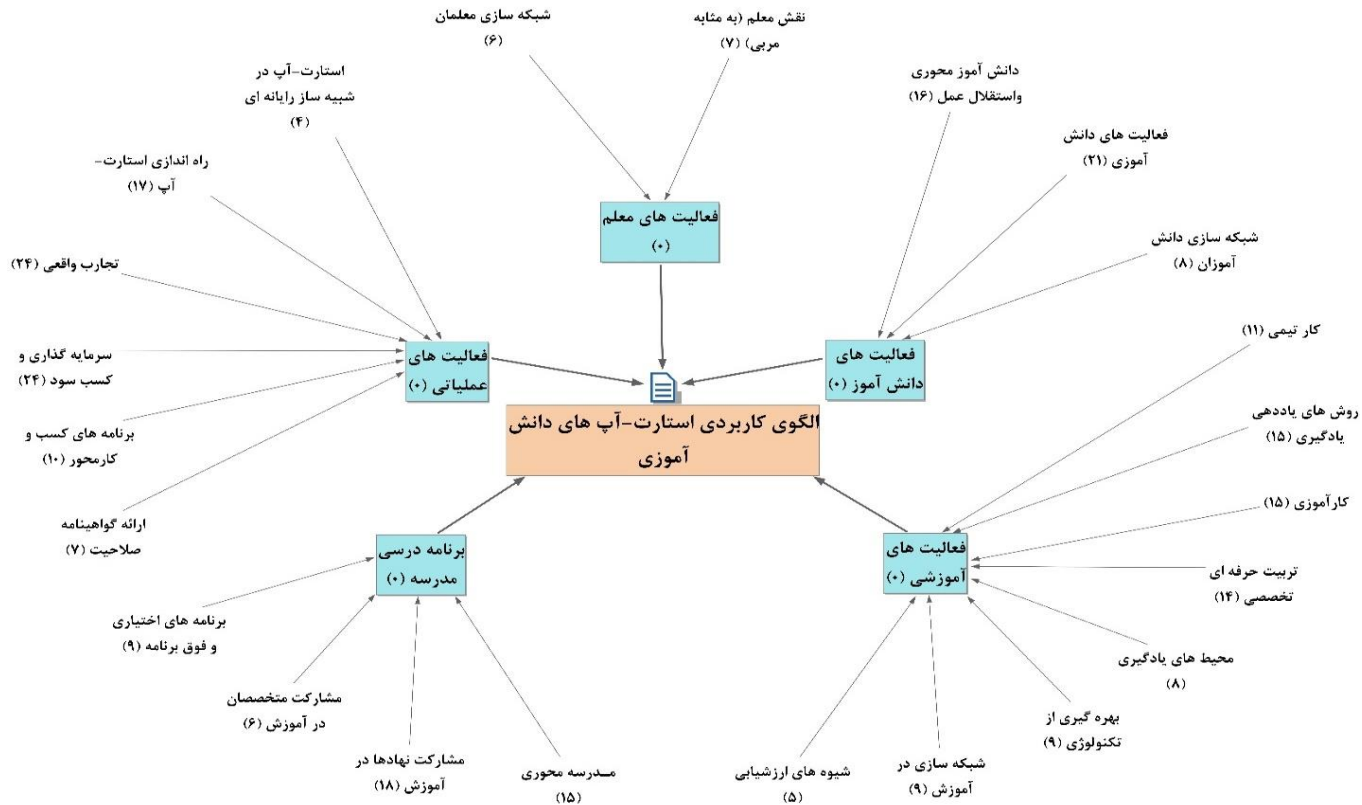 شبکه سازی معلمان
(۶)
نقش معلم (به مثابه
مربی) (۷)
استارت-آپ در
شبیه ساز رایانه ای
(۴)
دانش آموز محوری
واستقلال عمل (۱۶)
فعالیت های دانش
آموزی (۲۱)
راه اندازی استارت-
آپ (۱۷)
فعالیت های معلم
(۰)
شبکه سازی دانش
آموزان (۸)
تجارب واقعی (۲۴)
کار تیمی (۱۱)
سرمایه گذاری و
کسب سود (۲۴)
فعالیت های
عملیاتی (۰)
فعالیت های
دانش آموز (۰)
الگوی کاربردی استارت-آپ های دانش
آموزی
روش های یاددهی
یادگیری (۱۵)
برنامه های کسب و
کارمحور (۱۰)
کارآموزی (۱۵)
ارائه گواهینامه
صلاحیت (۷)
برنامه درسی
مدرسه (۰)
فعالیت های
آموزشی (۰)
تربیت حرفه ای
تخصصی (۱۴)
برنامه های اختیاری
و فوق برنامه (۹)
محیط های یادگیری
(۸)
مشارکت متخصصان
در آموزش (۶)
بهره گیری از
تکنولوژی (۹)
مشارکت نهادها در
آموزش (۱۸)
مـدرسه محوری
(۱۵)
شیوه های ارزشیابی
(۵)
شبکه سازی در
آموزش (۹)